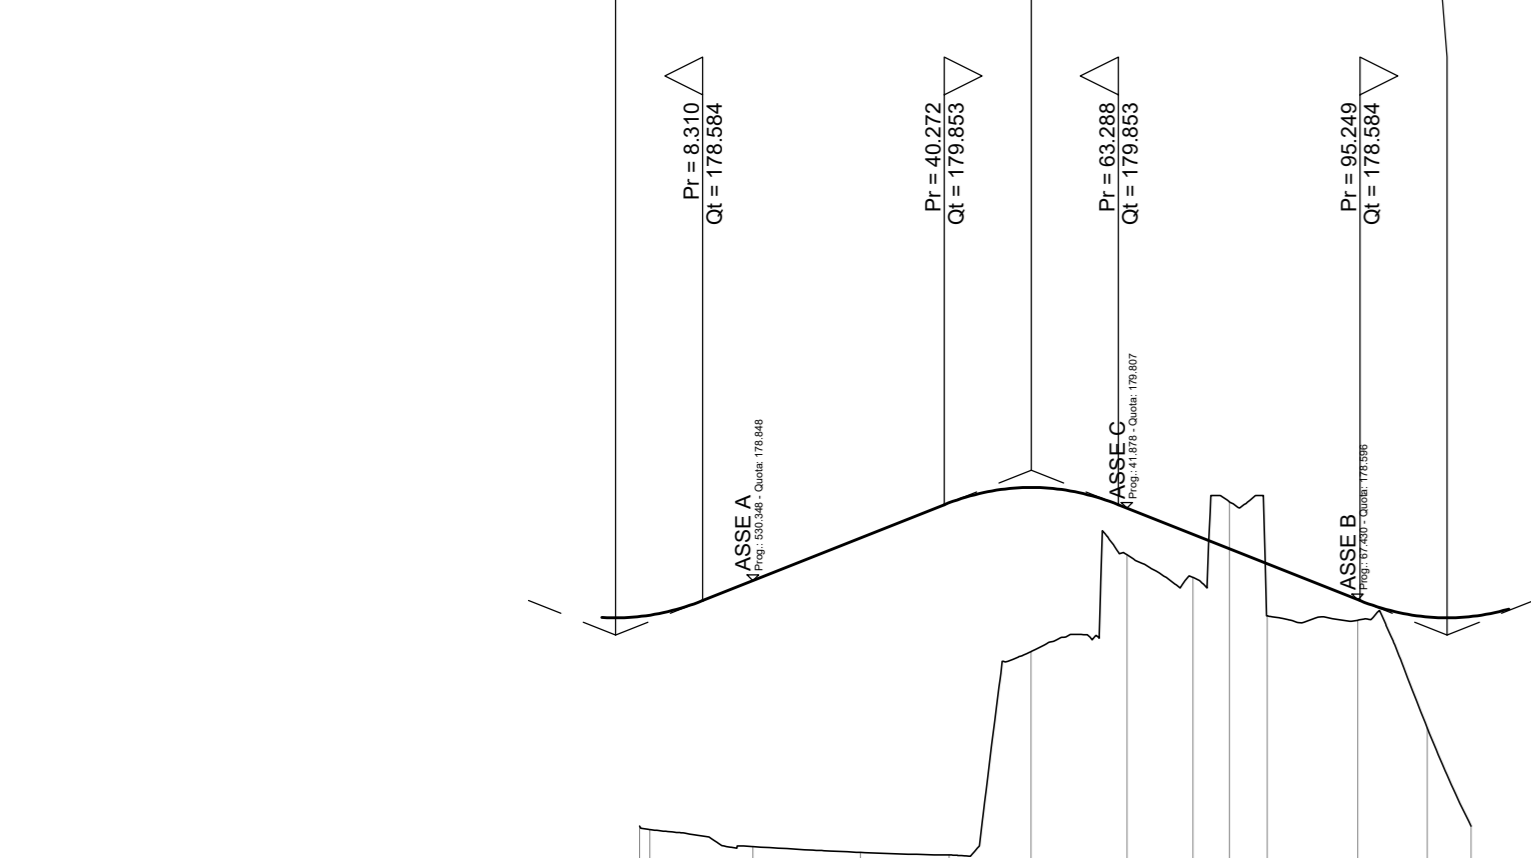 Pr = 8.310
Qt = 178.584
Pr = 40.272
Qt = 179.853
Pr = 63.288
Qt = 179.853
Pr = 95.249
Qt = 178.584
ASSE A
Prog.: 530.348 - Quota: 178.848
ASSE C
Prog.: 41.878 - Quota: 179.807
ASSE B
Prog.: 67.430 - Quota: 178.596